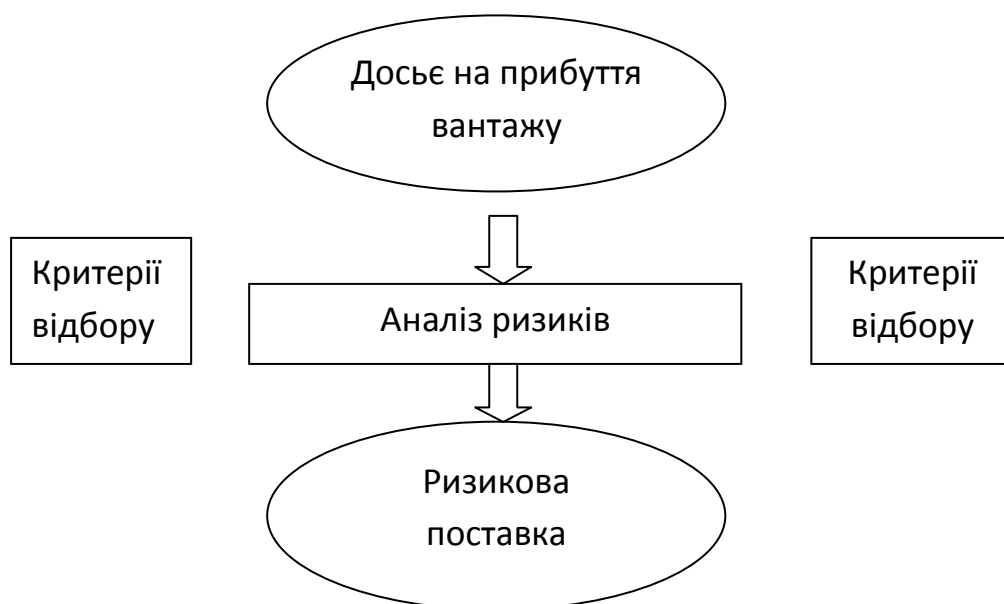 Досьє на прибуття
вантажу
Критерії
відбору
Аналіз ризиків
Критерії
відбору
Ризикова
поставка